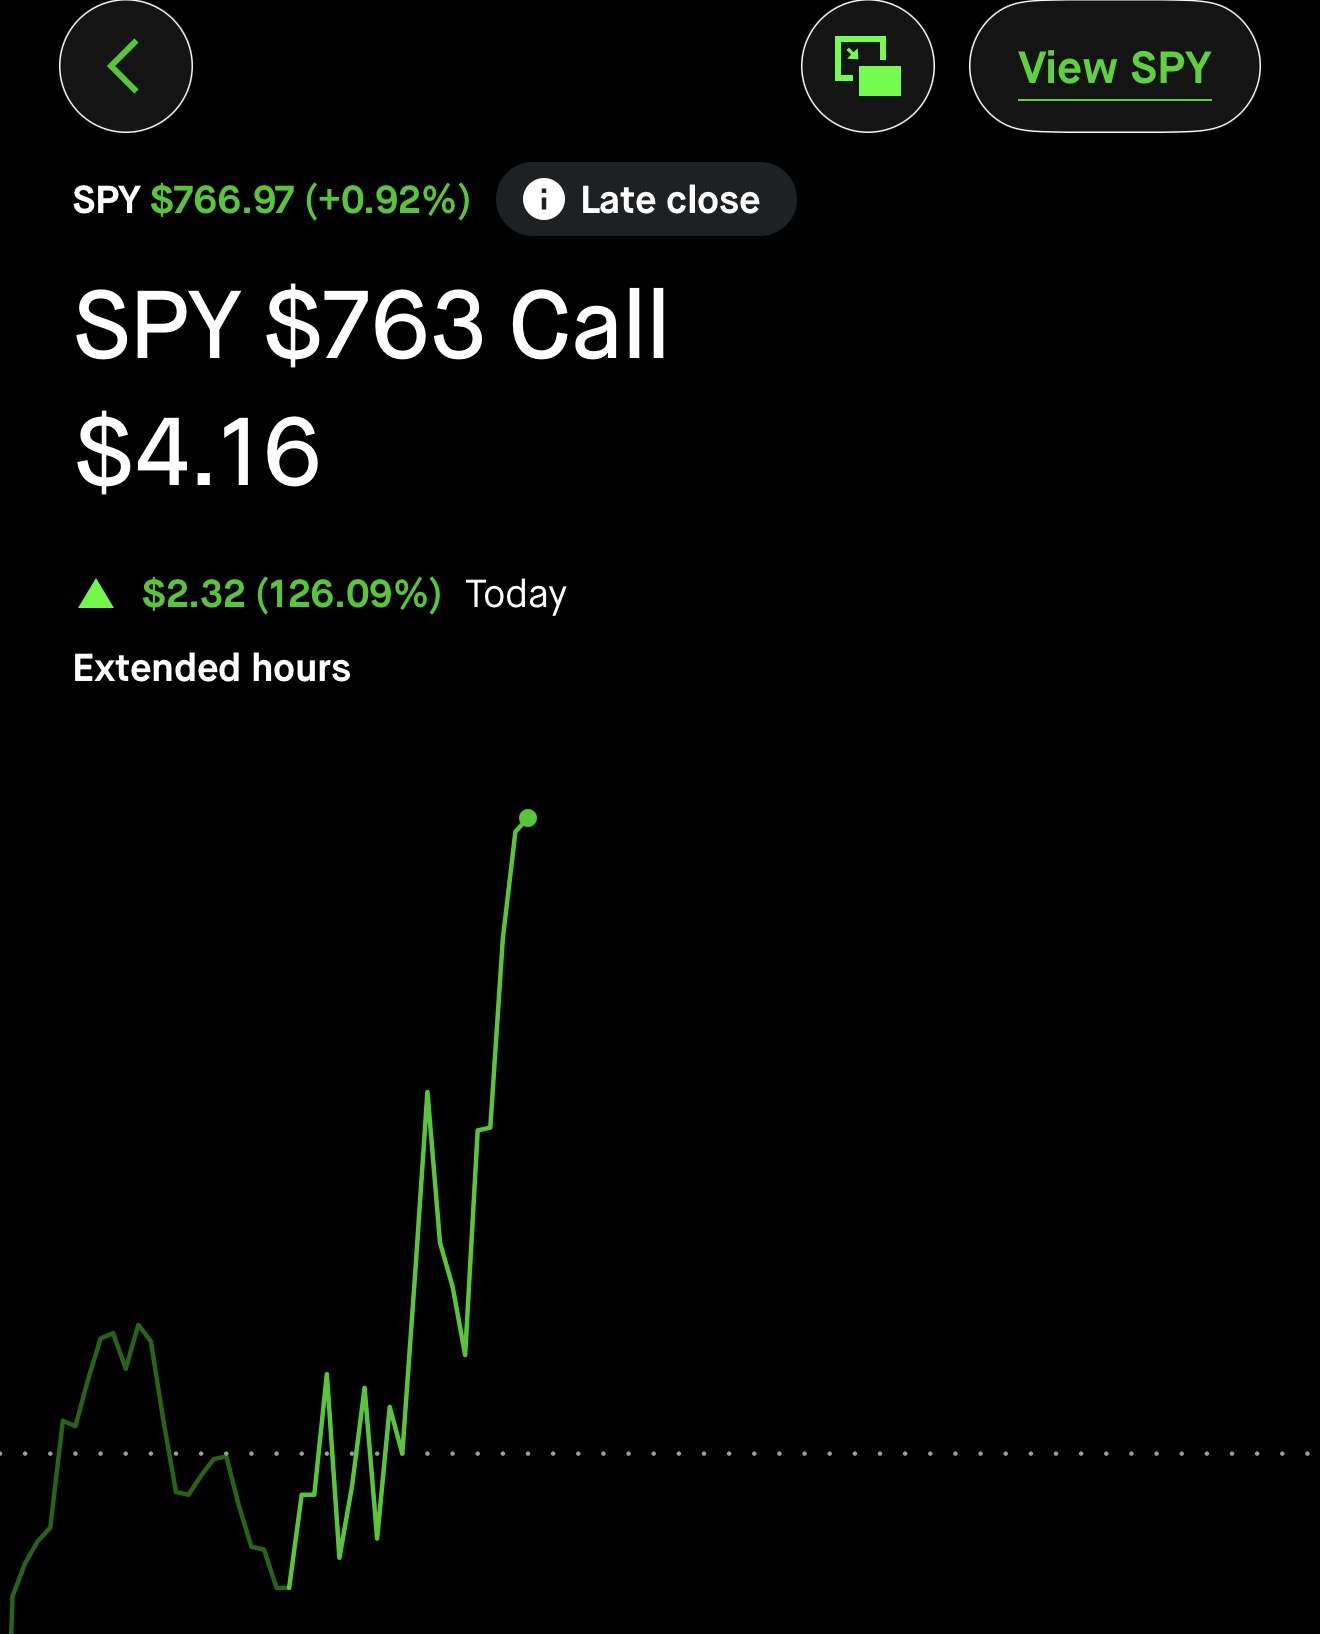 View SPY
SPY $766.97 (+0.92%) Late close
SPY $763 Call
$4.16
$2.32 (126.09%) Today
Extended hours